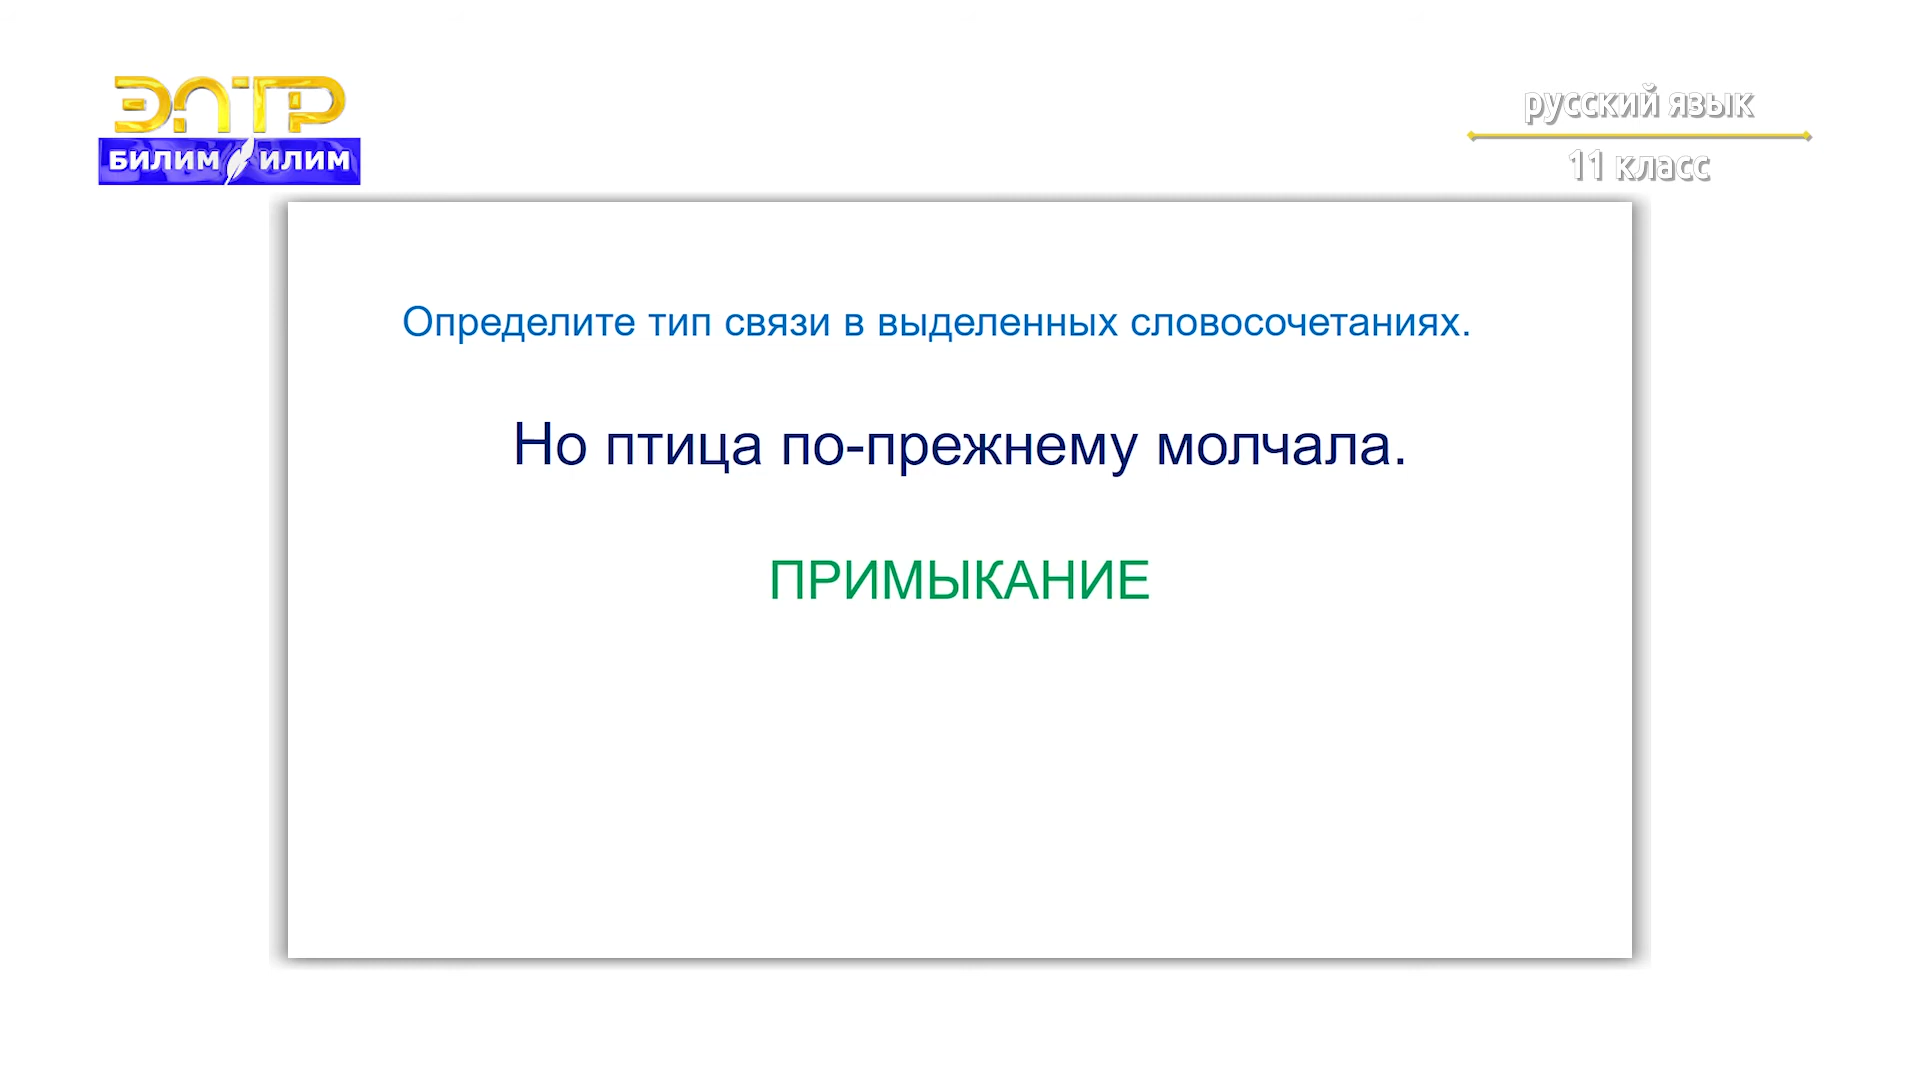 ЭЛТР
БИЛИМ ИЛИМ
русский язык
11 класс
Определите тип связи в выделенных словосочетаниях.
Но птица по-прежнему молчала.
ПРИМЫКАНИЕ